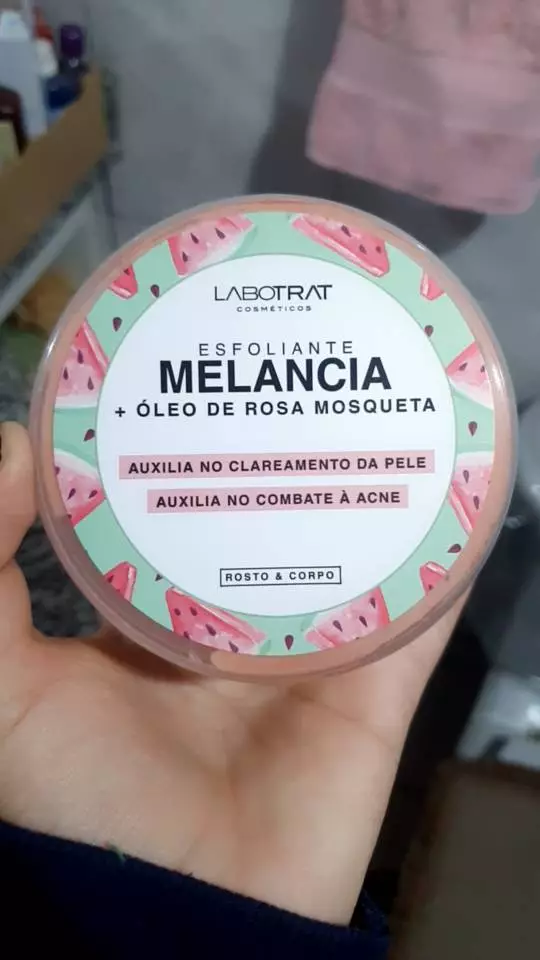 LABOTRAT
COSMÉTICOS
ESFOLIANTE
MELANCIA
+ ÓLEO DE ROSA MOSQUETA
AUXILIA NO CLAREAMENTO DA PELE
AUXILIA NO COMBATE À ACNE
ROSTO & CORPO